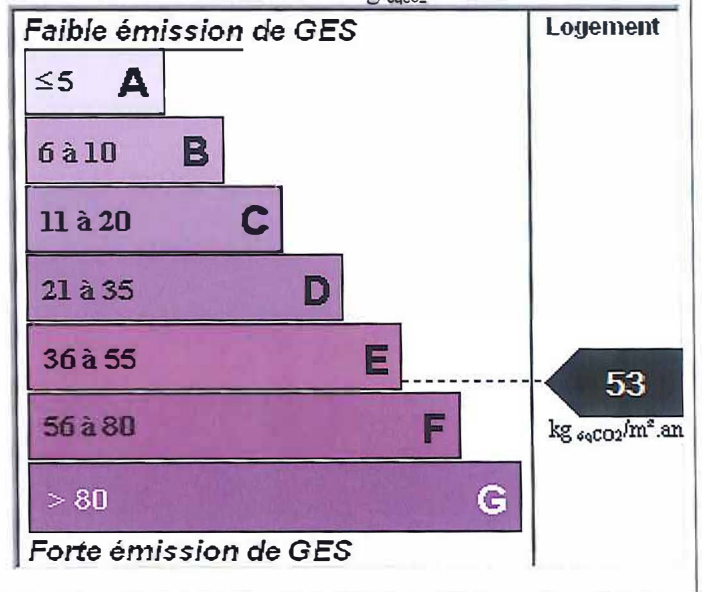 Faible émission de GES
Logement
≤5 A
6 à 10 B
11 à 20 C
21 à 35 D
36 à 55 E
53
kg éqCO2/m².an
56 à 80 F
> 80 G
Forte émission de GES